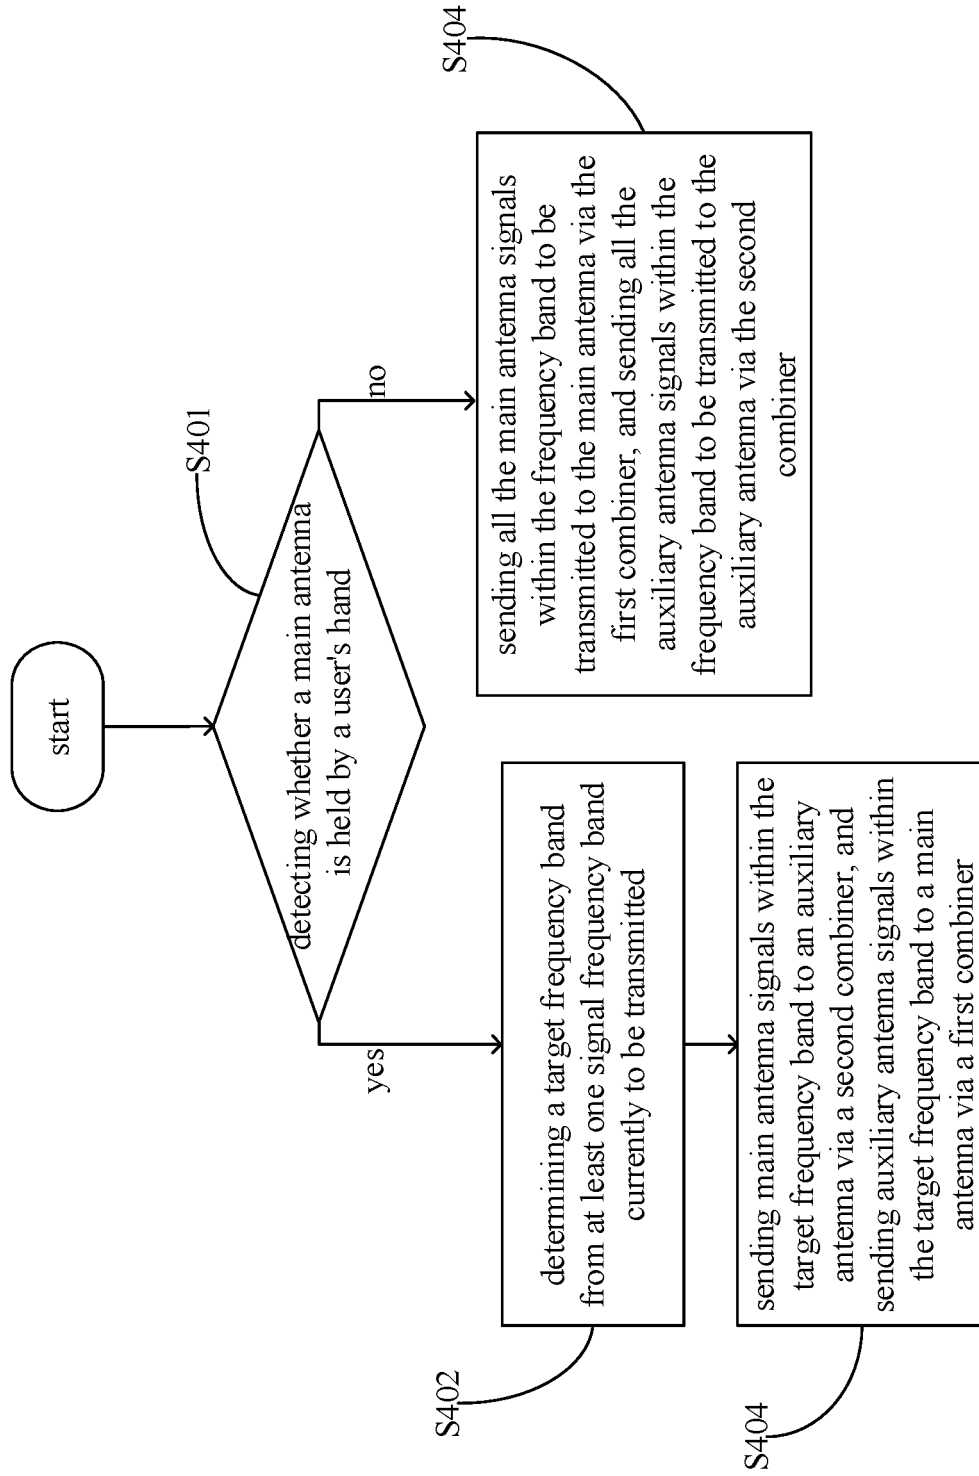 start
S401
detecting whether a main antenna
is held by a user's hand
yes
no
S402
determining a target frequency band
from at least one signal frequency band
currently to be transmitted
S404
sending main antenna signals within the
target frequency band to an auxiliary
antenna via a second combiner, and
sending auxiliary antenna signals within
the target frequency band to a main
antenna via a first combiner
S404
sending all the main antenna signals
within the frequency band to be
transmitted to the main antenna via the
first combiner, and sending all the
auxiliary antenna signals within the
frequency band to be transmitted to the
auxiliary antenna via the second
combiner